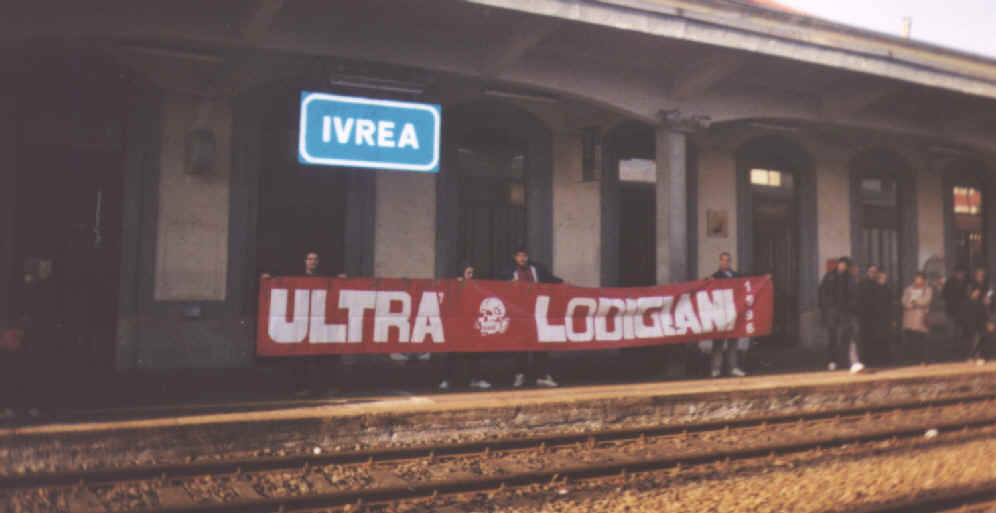 IVREA
ULTRA' LODIGIANI 1996